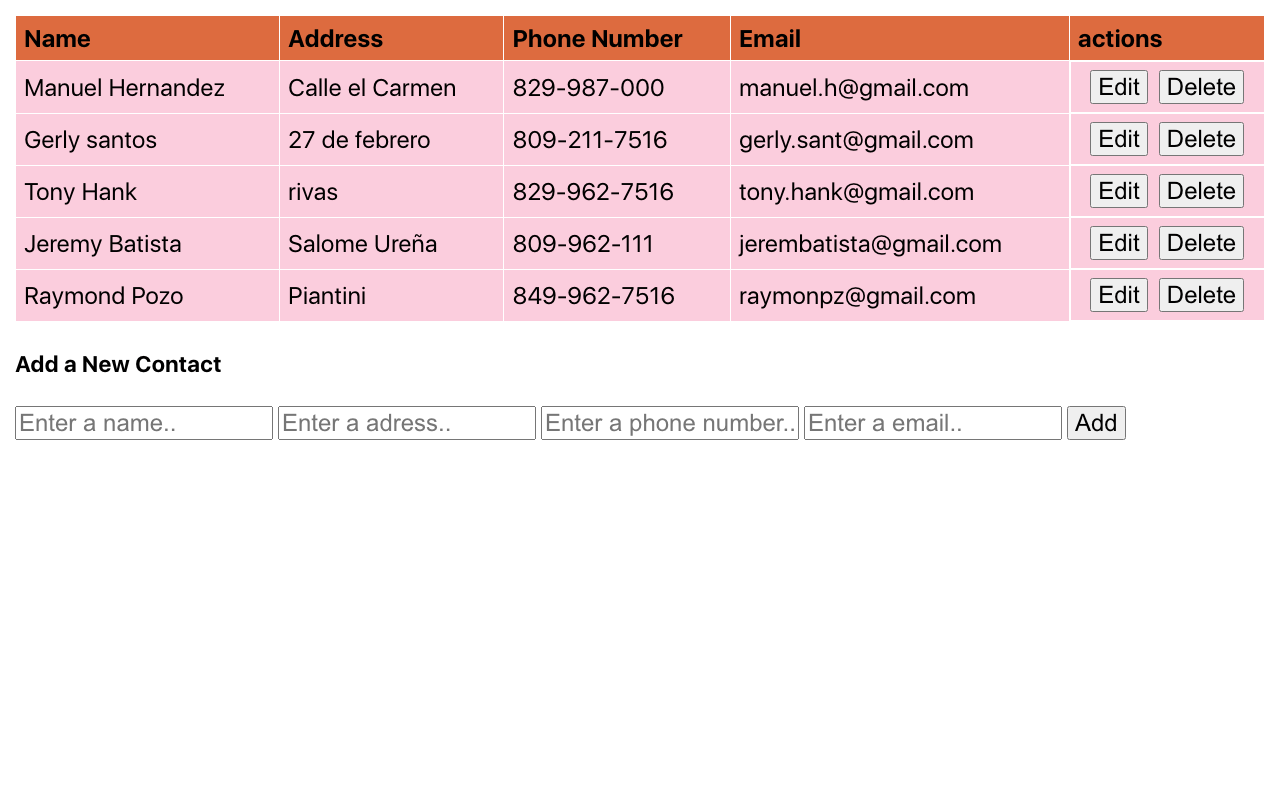 Name Address Phone Number Email actions
Manuel Hernandez Calle el Carmen 829-987-000 manuel.h@gmail.com Edit Delete
Gerly santos 27 de febrero 809-211-7516 gerly.sant@gmail.com Edit Delete
Tony Hank rivas 829-962-7516 tony.hank@gmail.com Edit Delete
Jeremy Batista Salome Ureña 809-962-111 jerembatista@gmail.com Edit Delete
Raymond Pozo Piantini 849-962-7516 raymonpz@gmail.com Edit Delete
Add a New Contact
Enter a name.. Enter a adress.. Enter a phone number.. Enter a email.. Add